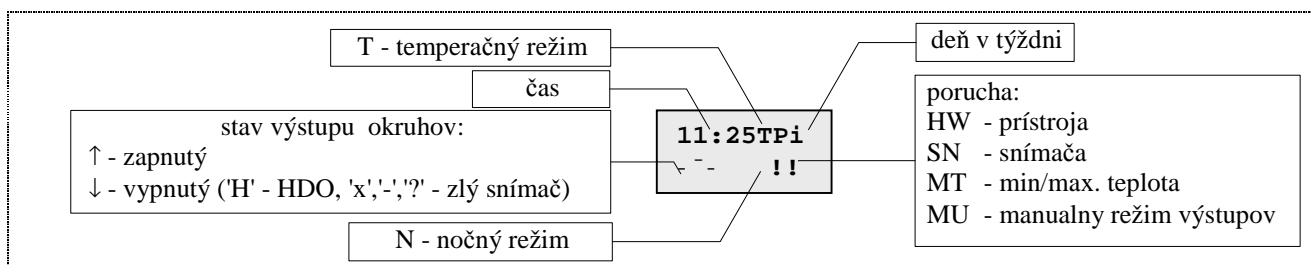 T - temperačný režim
čas
stav výstupu okruhov:
↑ - zapnutý
↓ - vypnutý ('H' - HDO, 'x','-','?' - zlý snímač)
N - nočný režim
11:25TPi
- - - !!
deň v týždni
porucha:
HW - prístroja
SN - snímača
MT - min/max. teplota
MU - manualny režim výstupov